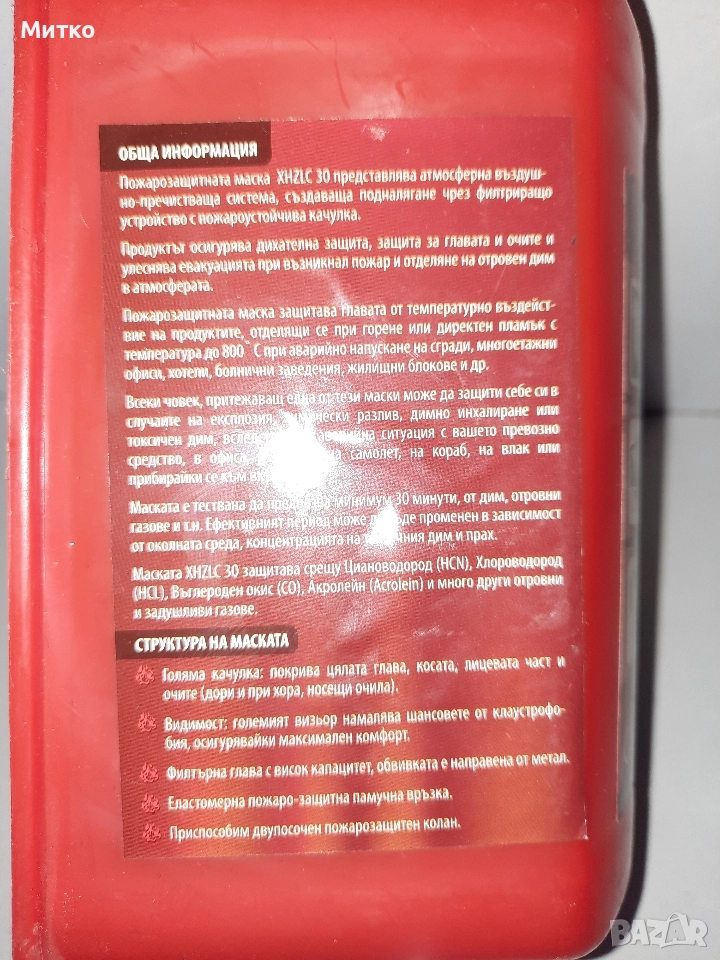 Митко
ОБЩА ИНФОРМАЦИЯ
Пожарозащитната маска XHZLC 30 представлява атмосферна въздуш-
но-пречистваща система, създаваща подналягане чрез филтриращо
устройство с пожароустойчива качулка.
Продуктът осигурява дихателна защита, защита за главата и очите и
улеснява евакуацията при възникнал пожар и отделяне на отровен дим
в атмосферата.
Пожарозащитната маска защитава главата от температурно въздейст-
вие на продуктите, отделящи се при горене или директен пламък с
температура до 800° С при аварийно напускане на сгради, многоетажни
офиси, хотели, болнични заведения, жилищни блокове и др.
Всеки човек, притежаващ една от тези маски може да защити себе си в
случаите на експлозия, разлив, димно инхалиране или
токсичен дим, ситуация с вашето превозно
средство, в офиса, самолет, на кораб, на влак или
прибирайки се към
Маската е тествана да минимум 30 минути, от дим, отровни
газове и т.н. Ефективният период може да бъде променен в зависимост
от околната среда, концентрацията на дим и прах.
Маската XHZLC 30 защитава срещу Циановодород (HCN), Хлороводород
(HCL), Въглероден окис (CO), Акролейн (Acrolein) и много други отровни
и задушливи газове.
СТРУКТУРА НА МАСКАТА
Голяма качулка: покрива цялата глава, косата, лицевата част и
очите (дори и при хора, носещи очила).
Видимост: големият визьор намалява шансовете от клаустрофо-
бия, осигурявайки максимален комфорт.
Филтърна глава с висок капацитет, обвивката е направена от метал.
Еластомерна пожаро-защитна памучна връзка.
Приспособим двупосочен пожарозащитен колан.
BAZAR